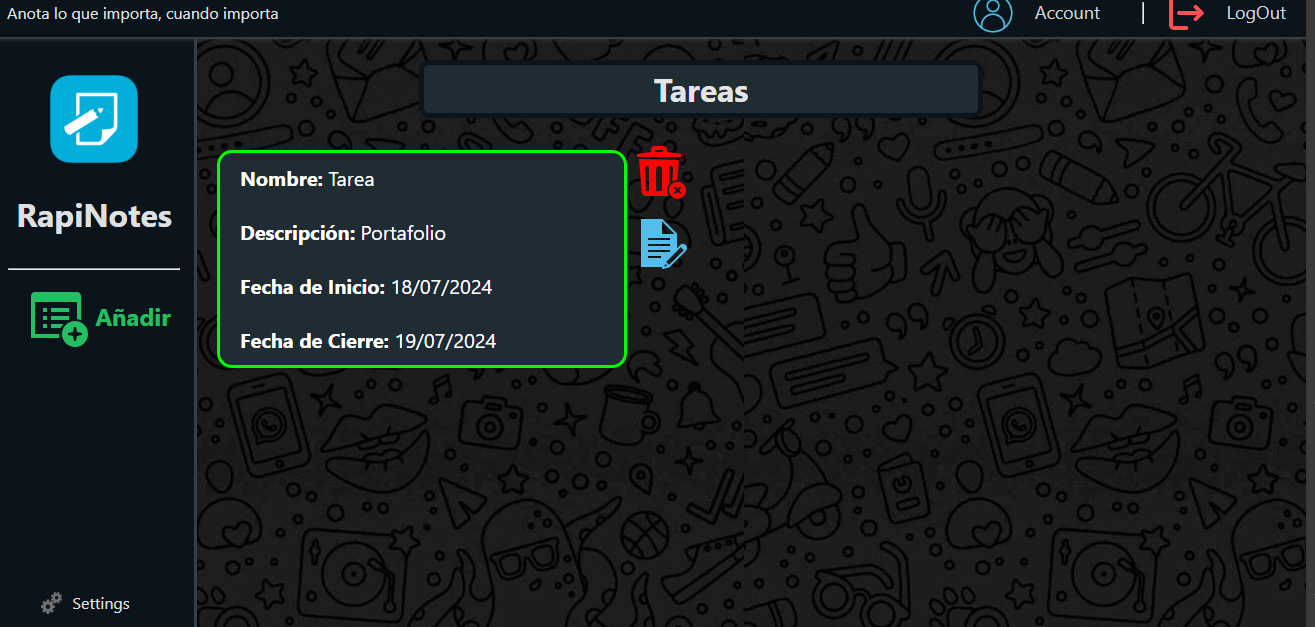 Anota lo que importa, cuando importa
Account
|
LogOut
RapiNotes
Añadir
Settings
Tareas
Nombre: Tarea
Descripción: Portafolio
Fecha de Inicio: 18/07/2024
Fecha de Cierre: 19/07/2024